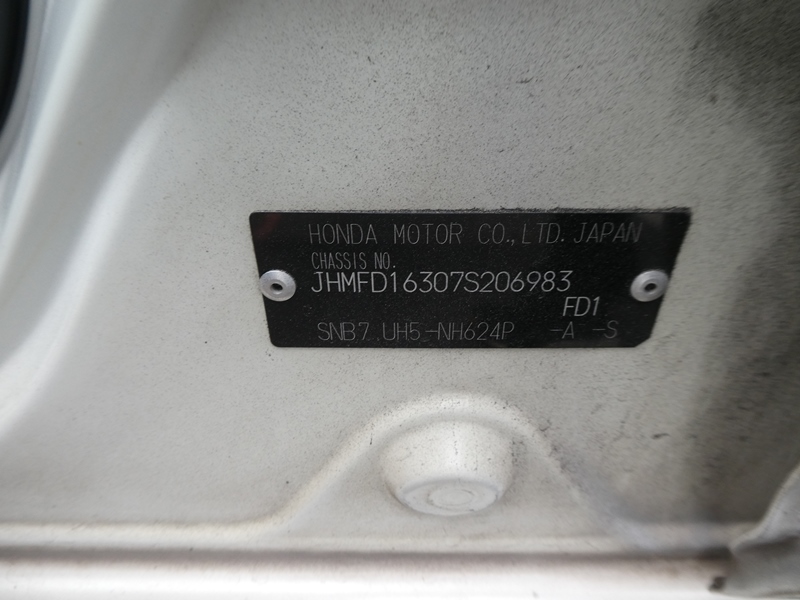 HONDA MOTOR CO., LTD. JAPAN
CHASSIS NO.
JHMFD16307S206983
FD1
SNB7 UH5-NH624P -A -S